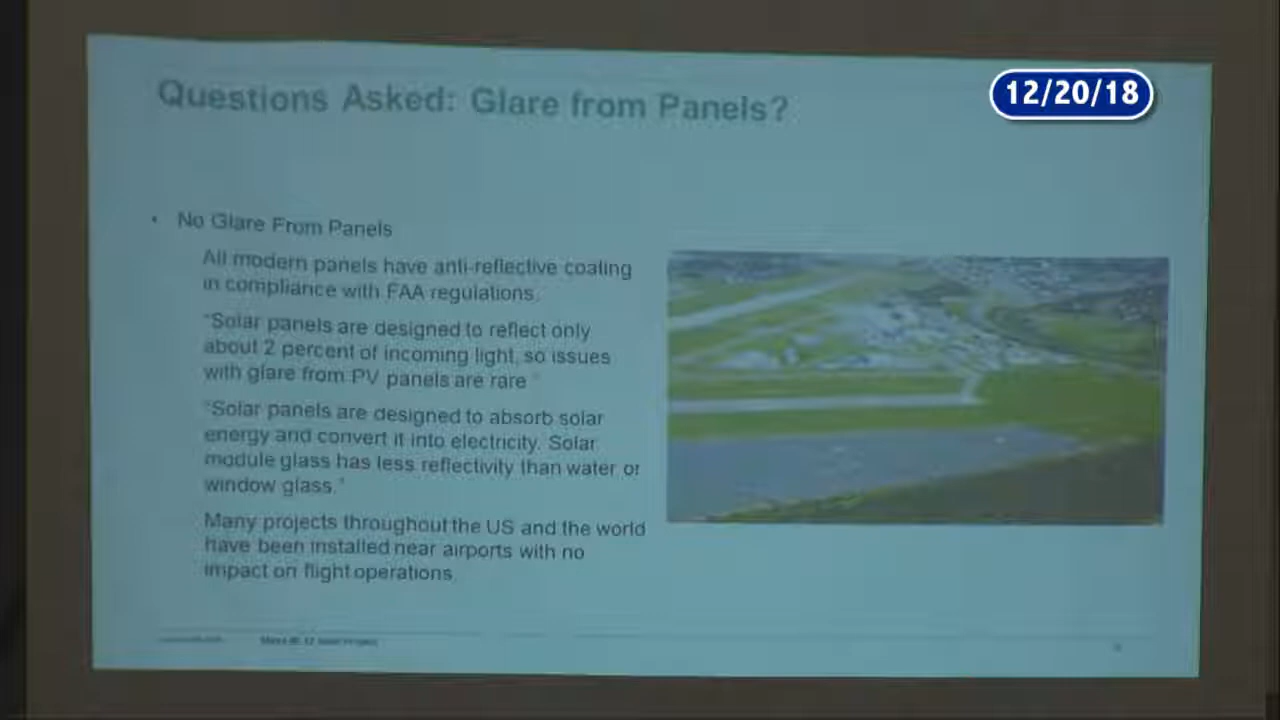 12/20/18
Questions Asked: Glare from Panels?
• No Glare From Panels
All modern panels have anti-reflective coating
in compliance with FAA regulations.
"Solar panels are designed to reflect only
about 2 percent of incoming light, so issues
with glare from PV panels are rare "
"Solar panels are designed to absorb solar
energy and convert it into electricity. Solar
module glass has less reflectivity than water or
window glass."
Many projects throughout the US and the world
have been installed near airports with no
impact on flight operations.